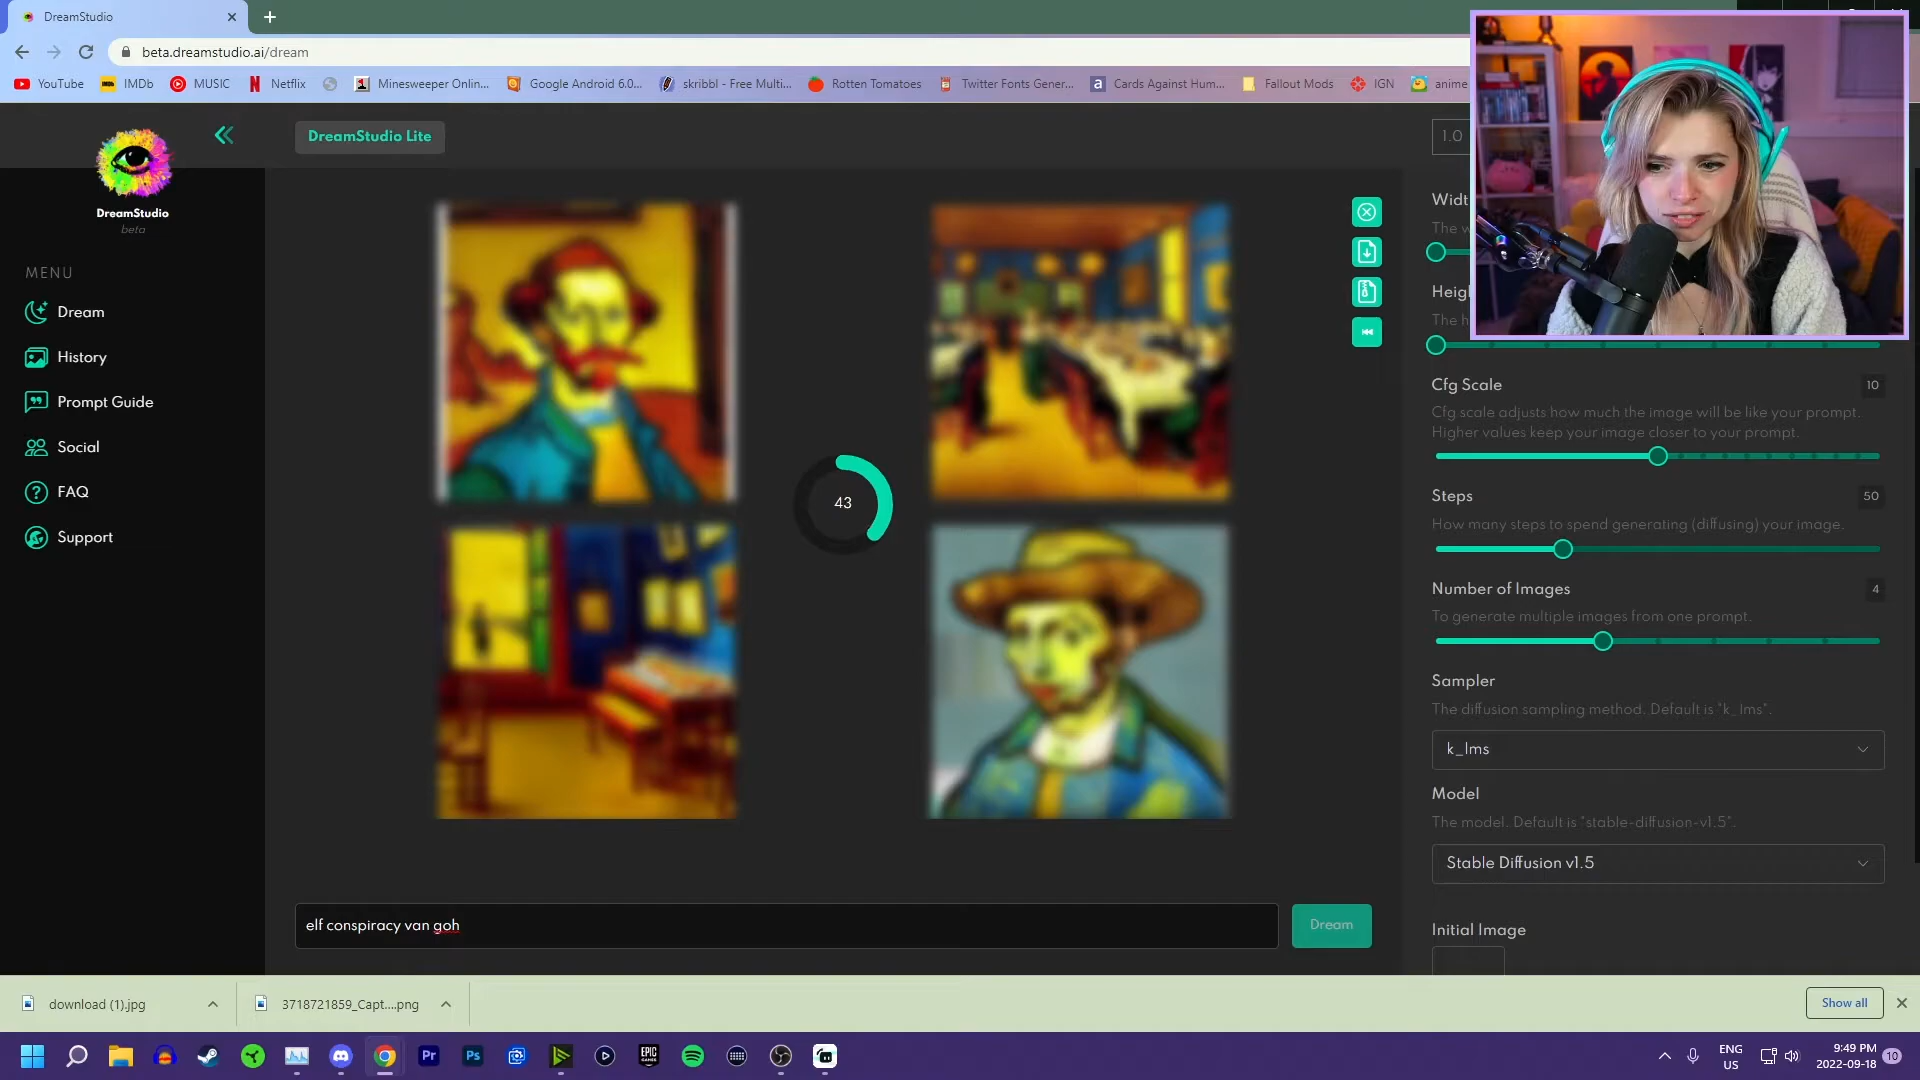 DreamStudio
beta.dreamstudio.ai/dream
YouTube IMDb MUSIC Netflix Minesweeper Onlin... Google Android 6.0... skribbl - Free Multi... Rotten Tomatoes Twitter Fonts Gener... Cards Against Hum... Fallout Mods IGN anime
DreamStudio
beta
MENU
Dream
History
Prompt Guide
Social
FAQ
Support
DreamStudio Lite
43
elf conspiracy van goh
Dream
1.0
Widt
The w
Heigh
The h
Cfg Scale 10
Cfg scale adjusts how much the image will be like your prompt.
Higher values keep your image closer to your prompt.
Steps 50
How many steps to spend generating (diffusing) your image.
Number of Images 4
To generate multiple images from one prompt.
Sampler
The diffusion sampling method. Default is "k_lms".
k_lms
Model
The model. Default is "stable-diffusion-v1.5".
Stable Diffusion v1.5
Initial Image
download (1).jpg
3718721859_Capt....png
Show all
Pr
Ps
EPIC
GAMES
ENG
US
9:49 PM
2022-09-18
10